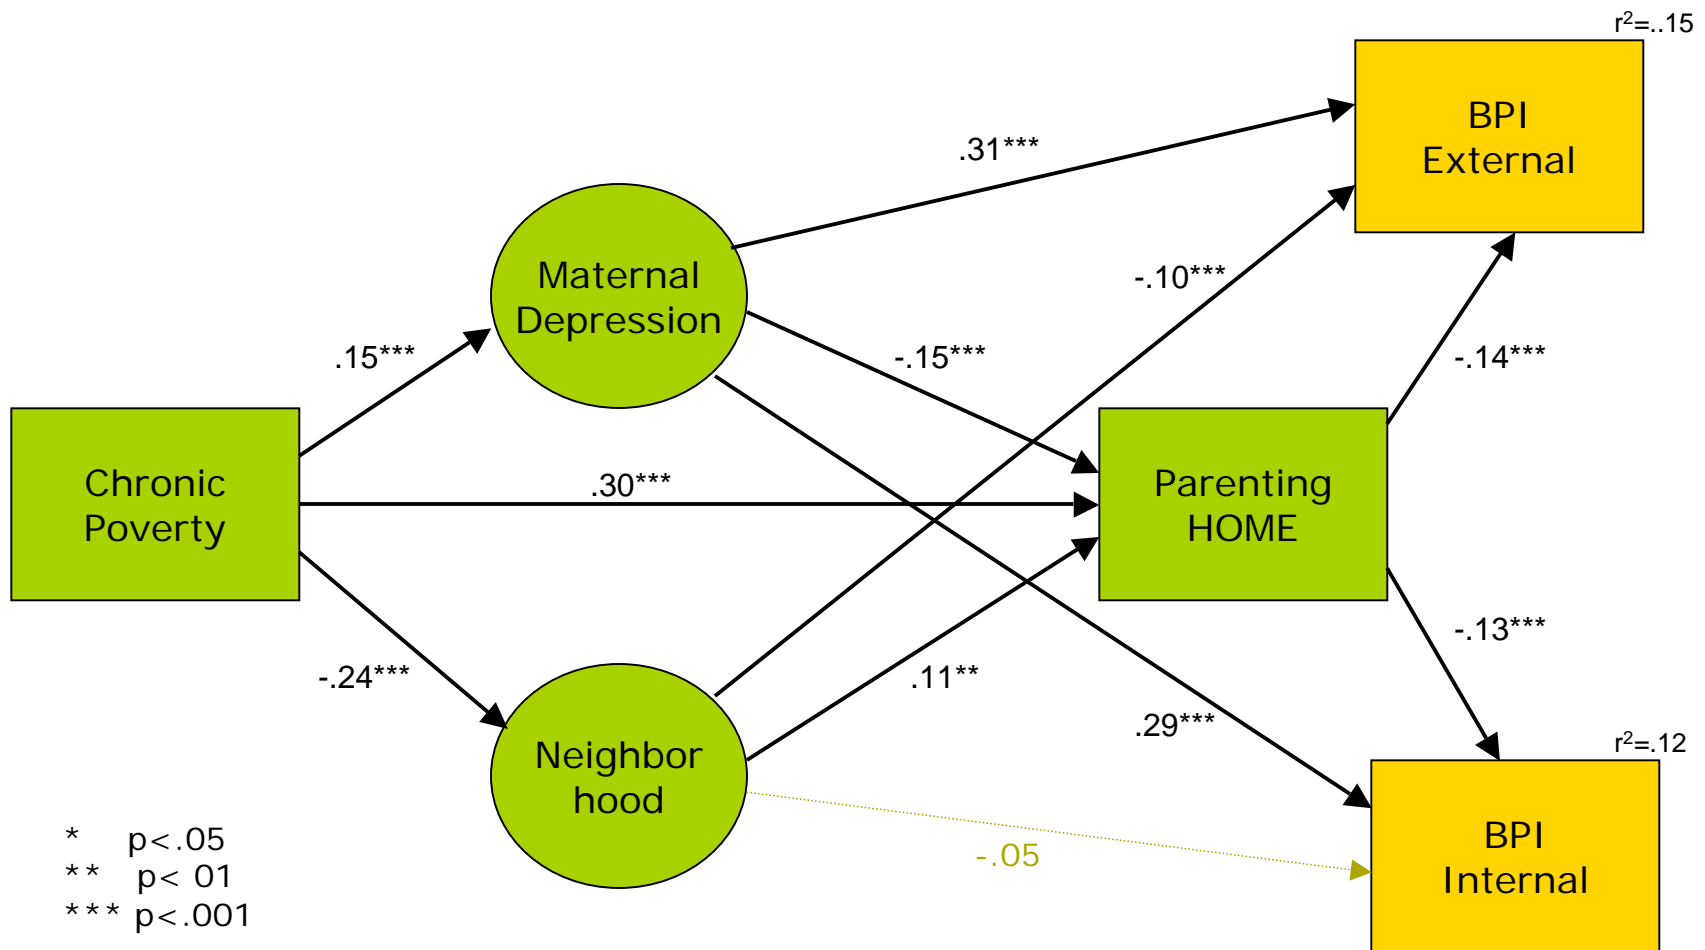 r²=..15
BPI
External
.31***
Maternal
Depression
-.10***
.15***
-.15***
-.14***
Chronic
Poverty
.30***
Parenting
HOME
-.24***
.11**
-.13***
.29***
Neighbor
hood
r²=.12
-.05
BPI
Internal
* p<.05
** p< 01
*** p<.001